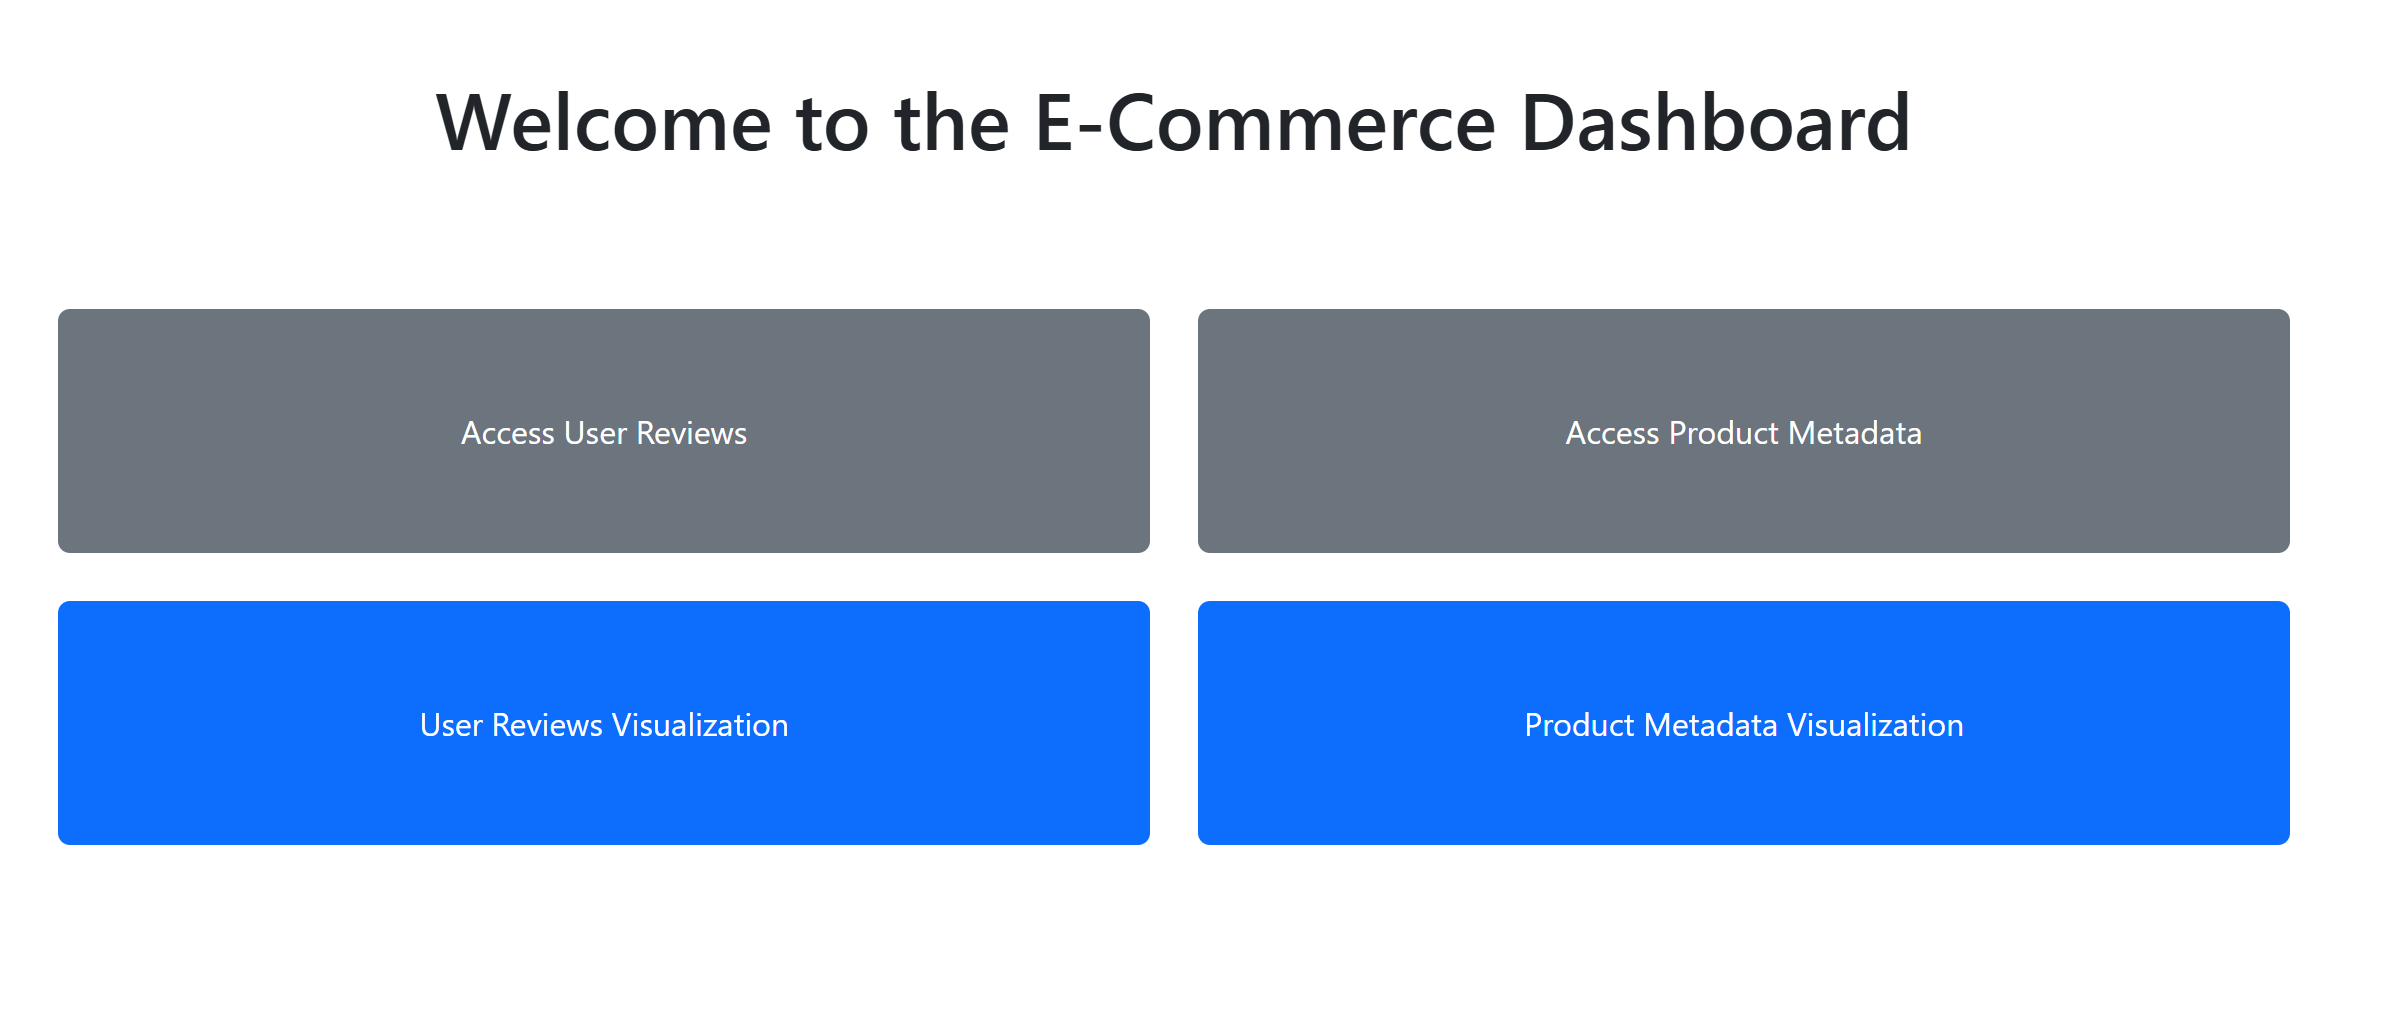 Welcome to the E-Commerce Dashboard
Access User Reviews
Access Product Metadata
User Reviews Visualization
Product Metadata Visualization